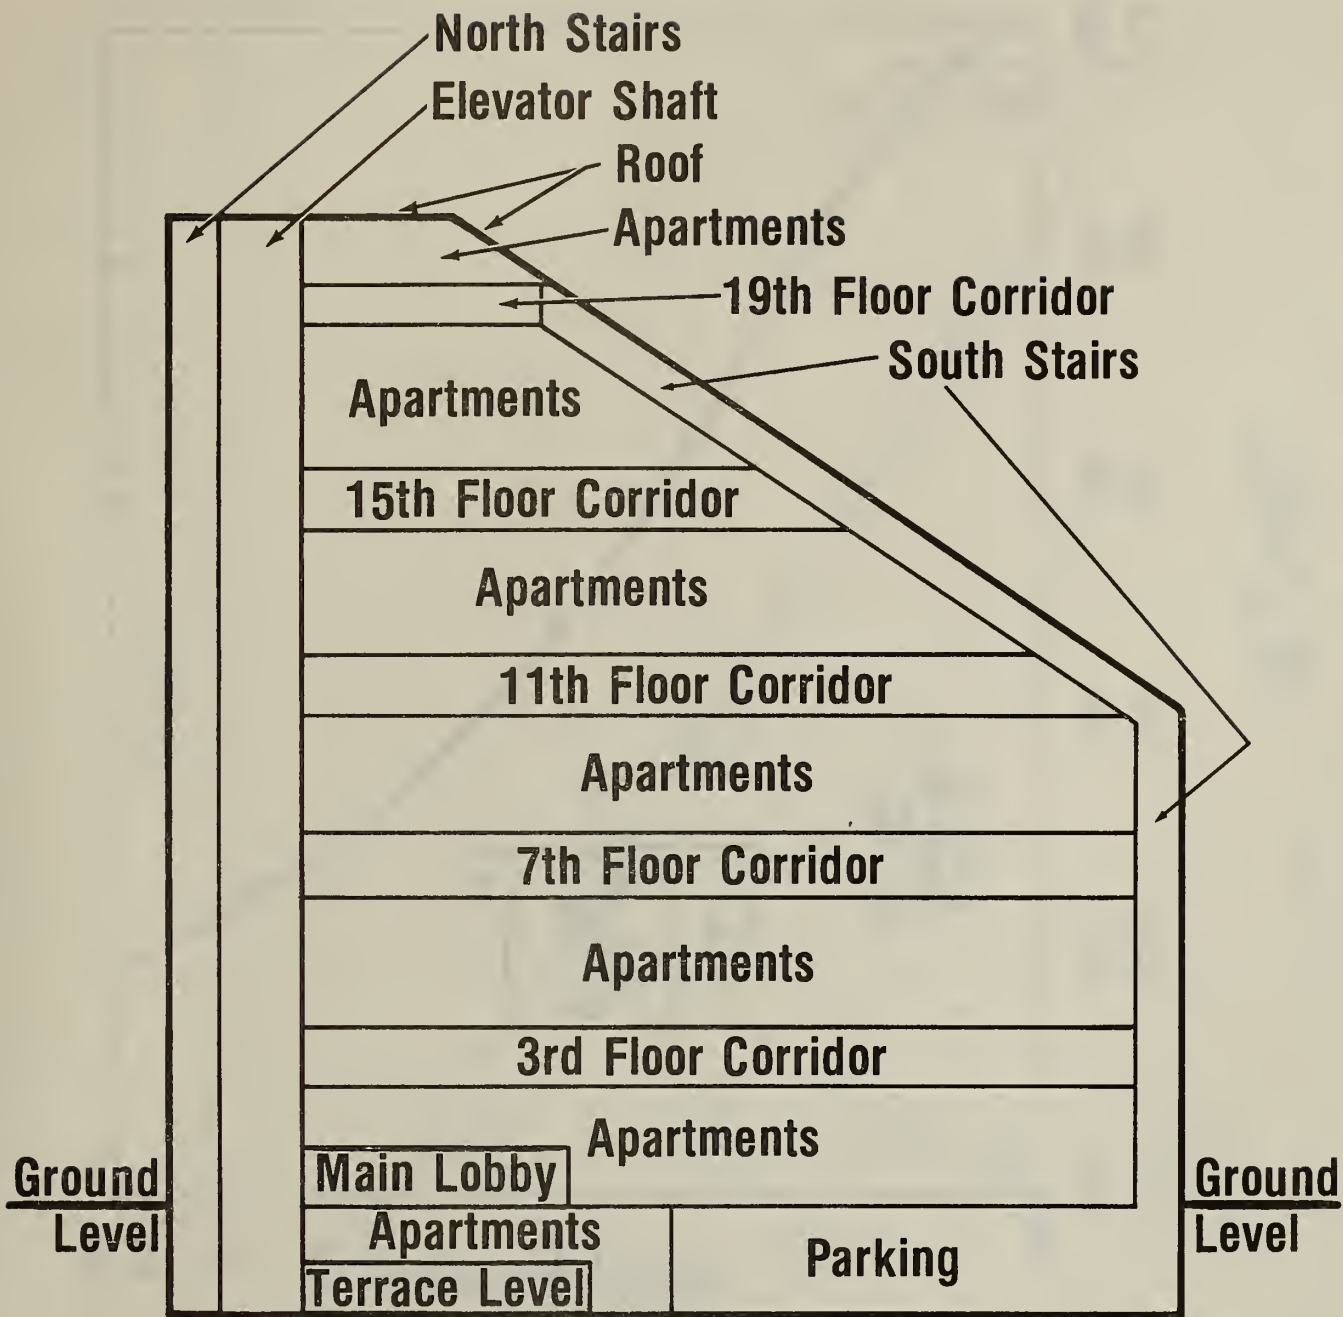 North Stairs
Elevator Shaft
Roof
Apartments
19th Floor Corridor
South Stairs
Apartments
15th Floor Corridor
Apartments
11th Floor Corridor
Apartments
7th Floor Corridor
Apartments
3rd Floor Corridor
Apartments
Main Lobby
Ground
Level
Ground
Level
Apartments
Parking
Terrace Level